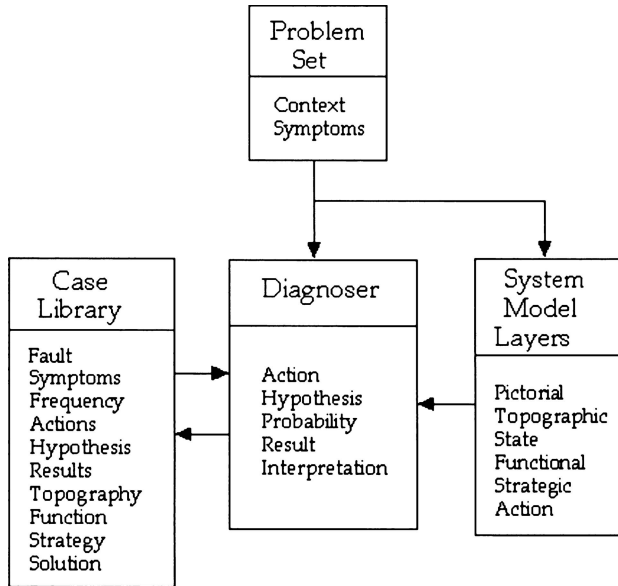 Problem
Set
Context
Symptoms
Case
Library
Fault
Symptoms
Frequency
Actions
Hypothesis
Results
Topography
Function
Strategy
Solution
Diagnoser
Action
Hypothesis
Probability
Result
Interpretation
System
Model
Layers
Pictorial
Topographic
State
Functional
Strategic
Action